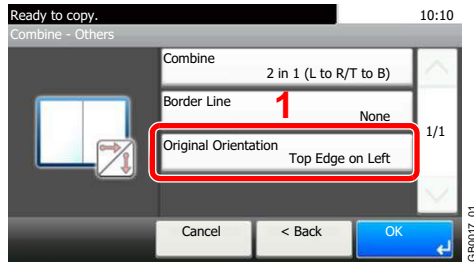 Ready to copy.
10:10
Combine - Others
Combine
2 in 1 (L to R/T to B)
Border Line
1
None
1/1
Original Orientation
Top Edge on Left
Cancel
< Back
OK
GB0017_01